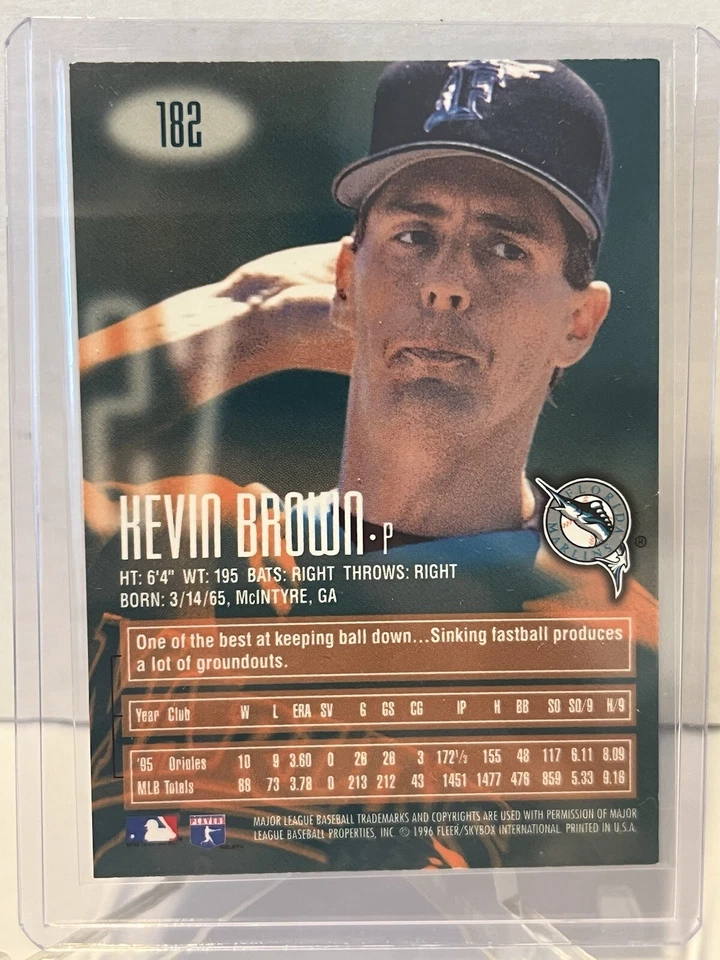 182
F
KEVIN BROWN • P
FLORIDA
MARLINS
®
HT: 6'4" WT: 195 BATS: RIGHT THROWS: RIGHT
BORN: 3/14/65, McINTYRE, GA
One of the best at keeping ball down...Sinking fastball produces
a lot of groundouts.
Year Club W L ERA SV G GS CG IP H BB SO SO/9 H/9
'95 Orioles 10 9 3.60 0 26 26 3 172⅓ 155 48 117 6.11 8.09
MLB Totals 88 73 3.78 0 213 212 43 1451 1477 476 859 5.33 9.16
PLAYERS
MAJOR LEAGUE BASEBALL TRADEMARKS AND COPYRIGHTS ARE USED WITH PERMISSION OF MAJOR
LEAGUE BASEBALL PROPERTIES, INC © 1996 FLEER/SKYBOX INTERNATIONAL. PRINTED IN U.S.A.